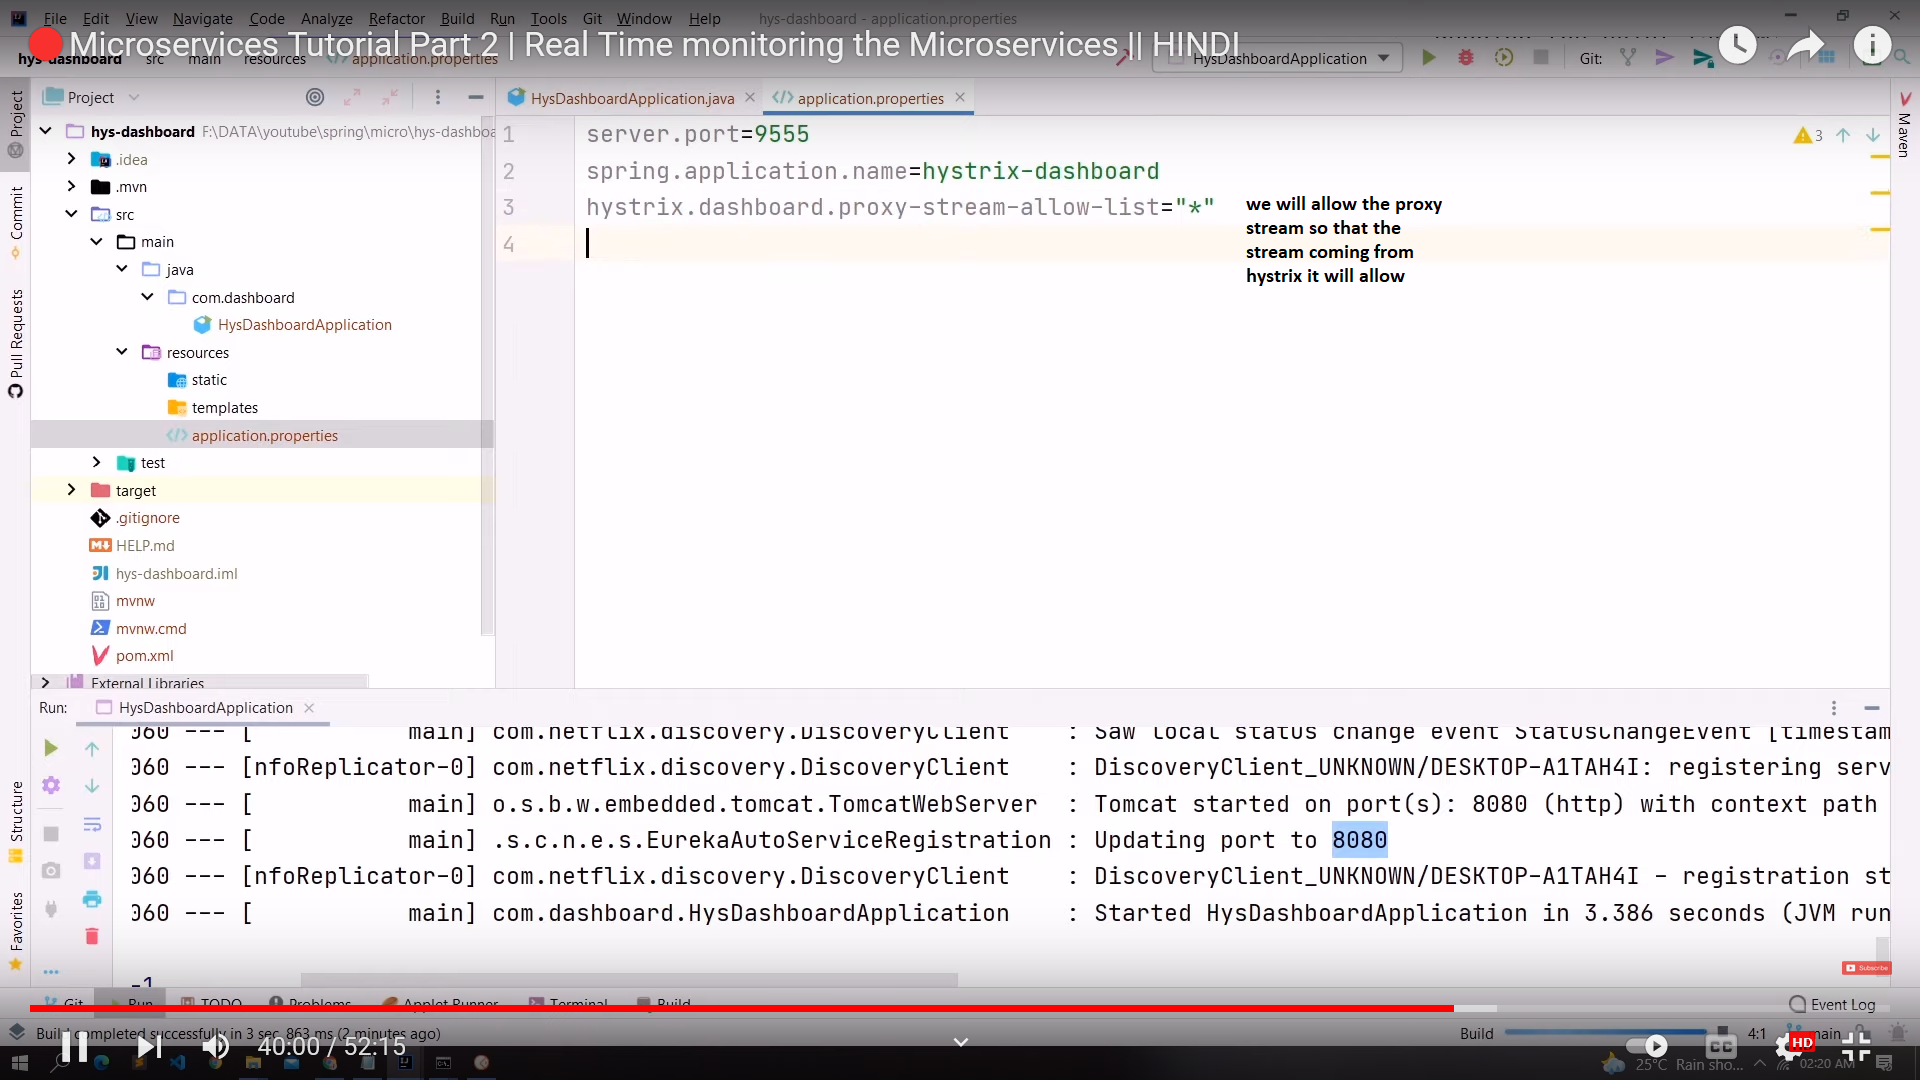 File Edit View Navigate Code Analyze Refactor Build Run Tools Git Window Help hys-dashboard - application.properties
Microservices Tutorial Part 2 | Real Time monitoring the Microservices || HINDI
hys-dashboard src main resources application.properties HysDashboardApplication Git:
Project
HysDashboardApplication.java application.properties
hys-dashboard F:\DATA\youtube\spring\micro\hys-dashboa
.idea
.mvn
src
main
java
com.dashboard
HysDashboardApplication
resources
static
templates
application.properties
test
target
.gitignore
HELP.md
hys-dashboard.iml
mvnw
mvnw.cmd
pom.xml
External Libraries
1 server.port=9555
2 spring.application.name=hystrix-dashboard
3 hystrix.dashboard.proxy-stream-allow-list="*"
4
3
we will allow the proxy
stream so that the
stream coming from
hystrix it will allow
Project
Commit
Pull Requests
Structure
Favorites
Maven
Run: HysDashboardApplication
060 --- [ main] com.netflix.discovery.DiscoveryClient : Saw local status change event StatusChangeEvent [timestam
060 --- [nfoReplicator-0] com.netflix.discovery.DiscoveryClient : DiscoveryClient_UNKNOWN/DESKTOP-A1TAH4I: registering serv
060 --- [ main] o.s.b.w.embedded.tomcat.TomcatWebServer : Tomcat started on port(s): 8080 (http) with context path
060 --- [ main] .s.c.n.e.s.EurekaAutoServiceRegistration : Updating port to 8080
060 --- [nfoReplicator-0] com.netflix.discovery.DiscoveryClient : DiscoveryClient_UNKNOWN/DESKTOP-A1TAH4I - registration st
060 --- [ main] com.dashboard.HysDashboardApplication : Started HysDashboardApplication in 3.386 seconds (JVM run
-1
Subscribe
Git Run TODO Problems Applet Runner Terminal Build Event Log
Build completed successfully in 3 sec, 863 ms (2 minutes ago) Build 4:1 main
40:00 / 52:15 CC HD
25°C Rain sho... 02:20 AM